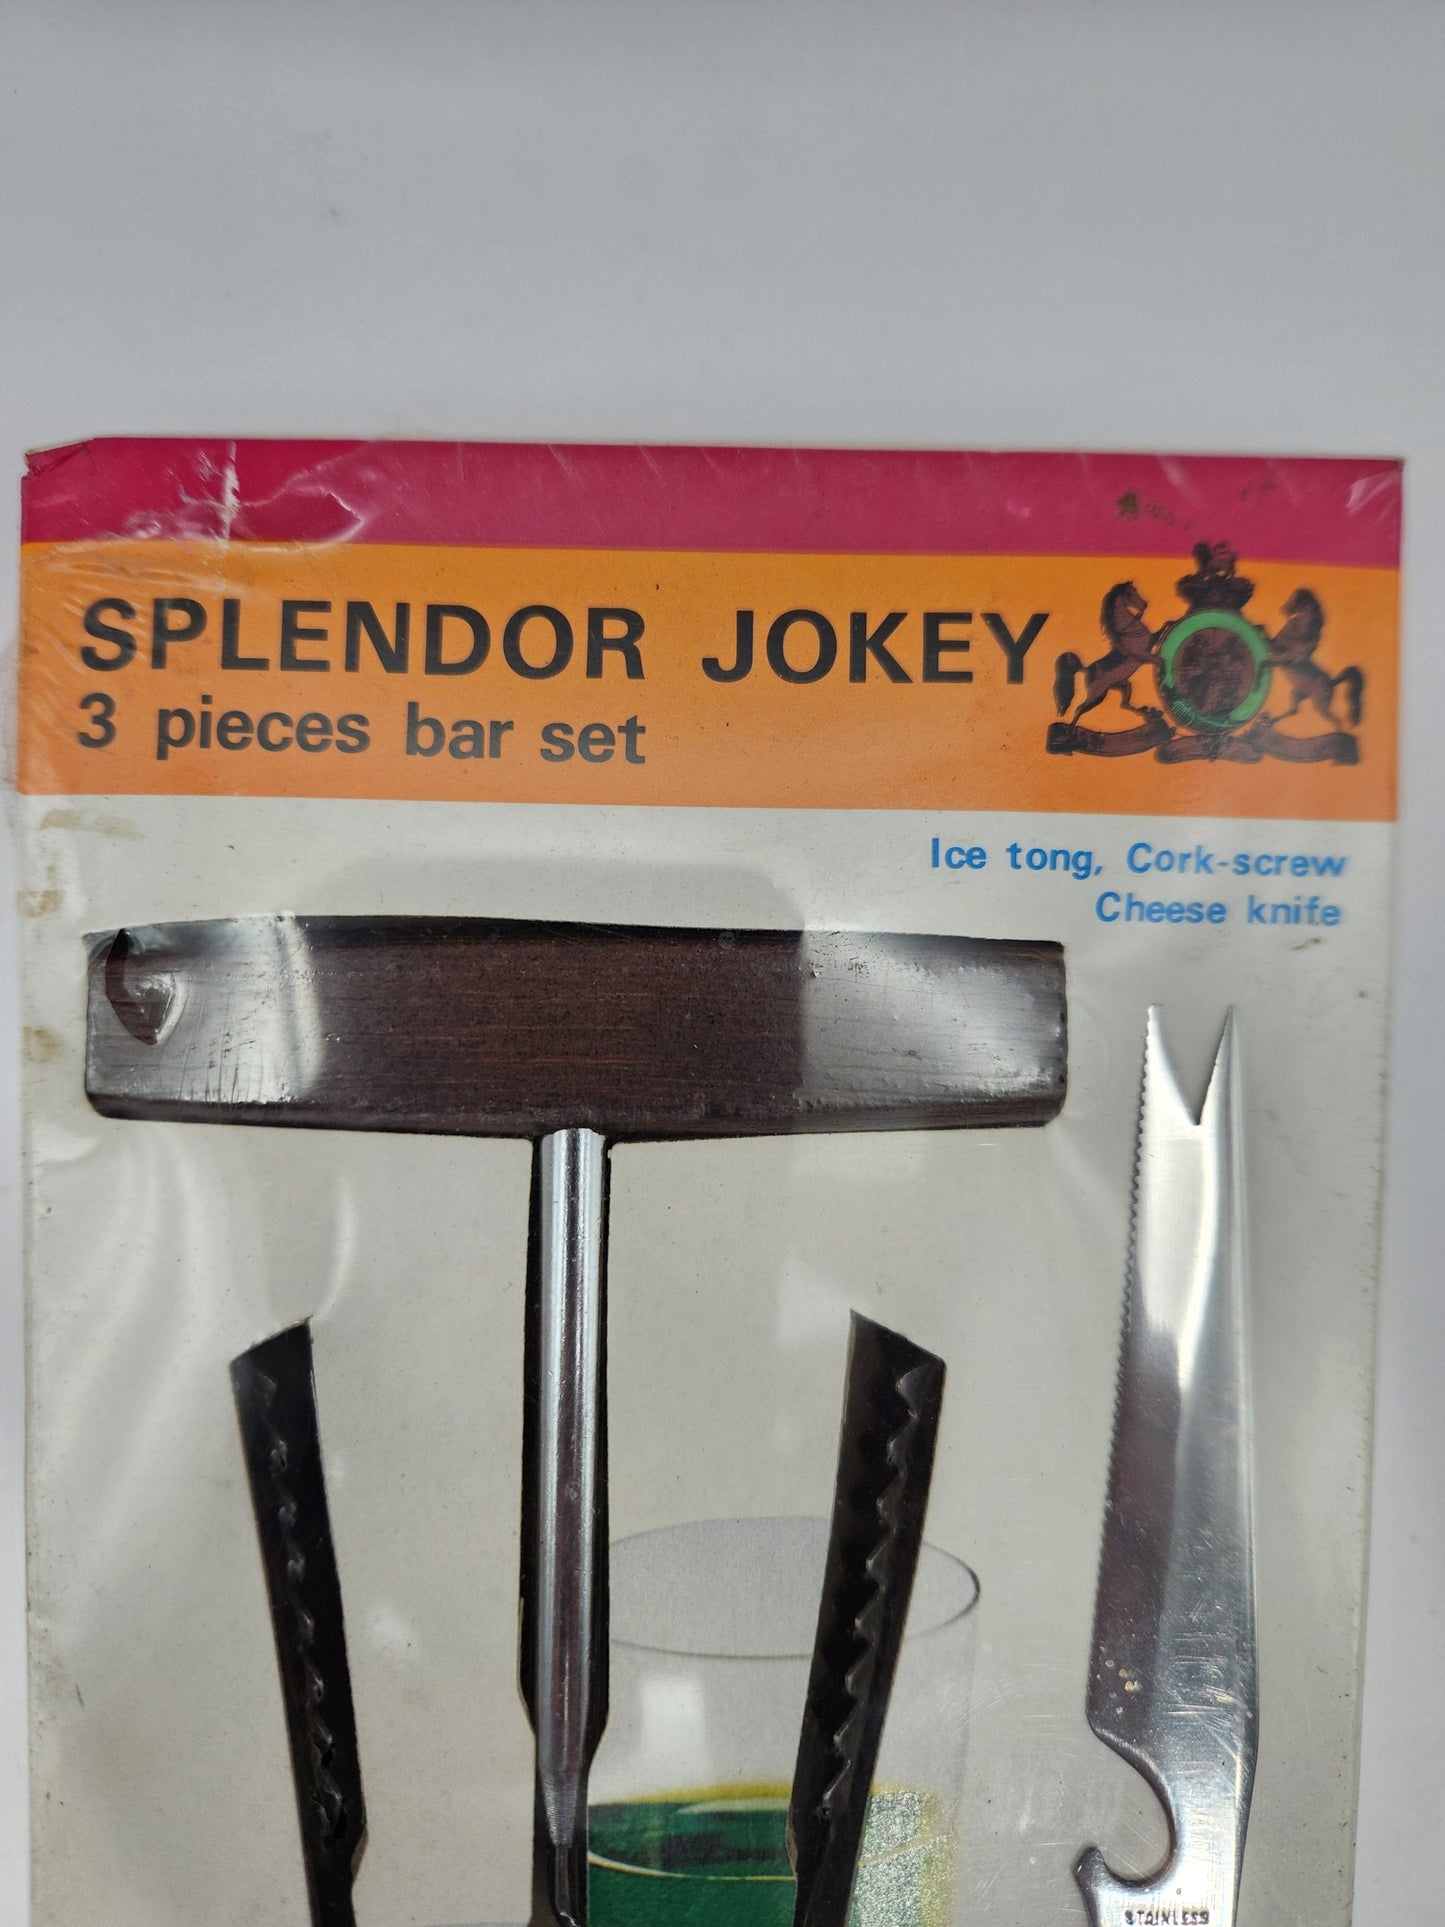 SPLENDOR JOKEY
3 pieces bar set
Ice tong, Cork-screw
Cheese knife
STAINLESS